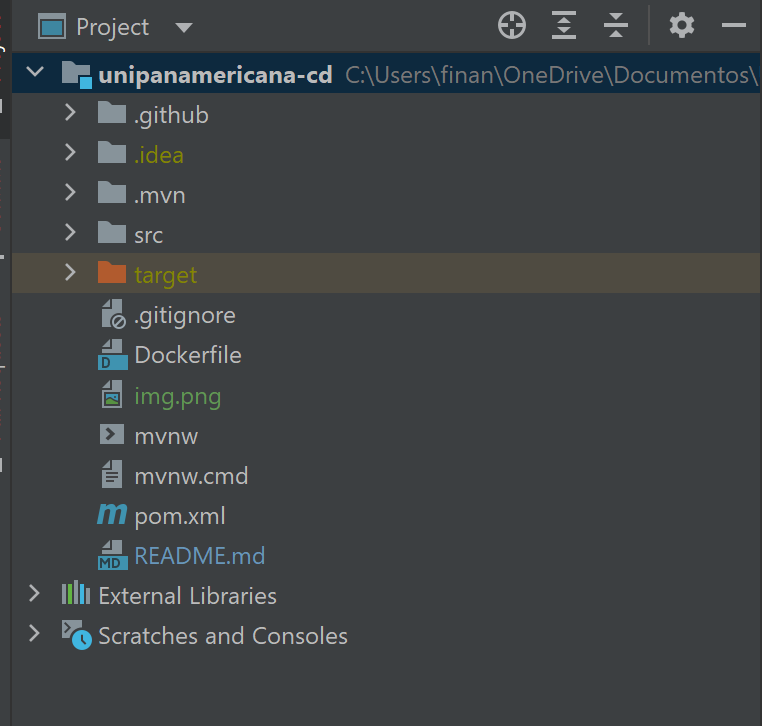 Project
unipanamericana-cd C:\Users\finan\OneDrive\Documentos\
.github
.idea
.mvn
src
target
.gitignore
D Dockerfile
img.png
mvnw
mvnw.cmd
m pom.xml
MD README.md
External Libraries
Scratches and Consoles